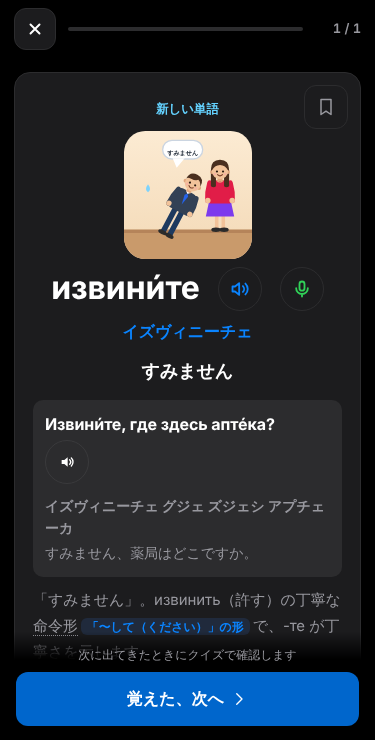 1 / 1
新しい単語
すみません
извини́те
イズヴィニーチェ
すみません
Извини́те, где здесь апте́ка?
イズヴィニーチェ グジェ ズジェシ アプチェ
ーカ
すみません、薬局はどこですか。
「すみません」。извинить（許す）の丁寧な
命令形 「〜して（ください）」の形 で、-те が丁
次に出てきたときにクイズで確認します
覚えた、次へ